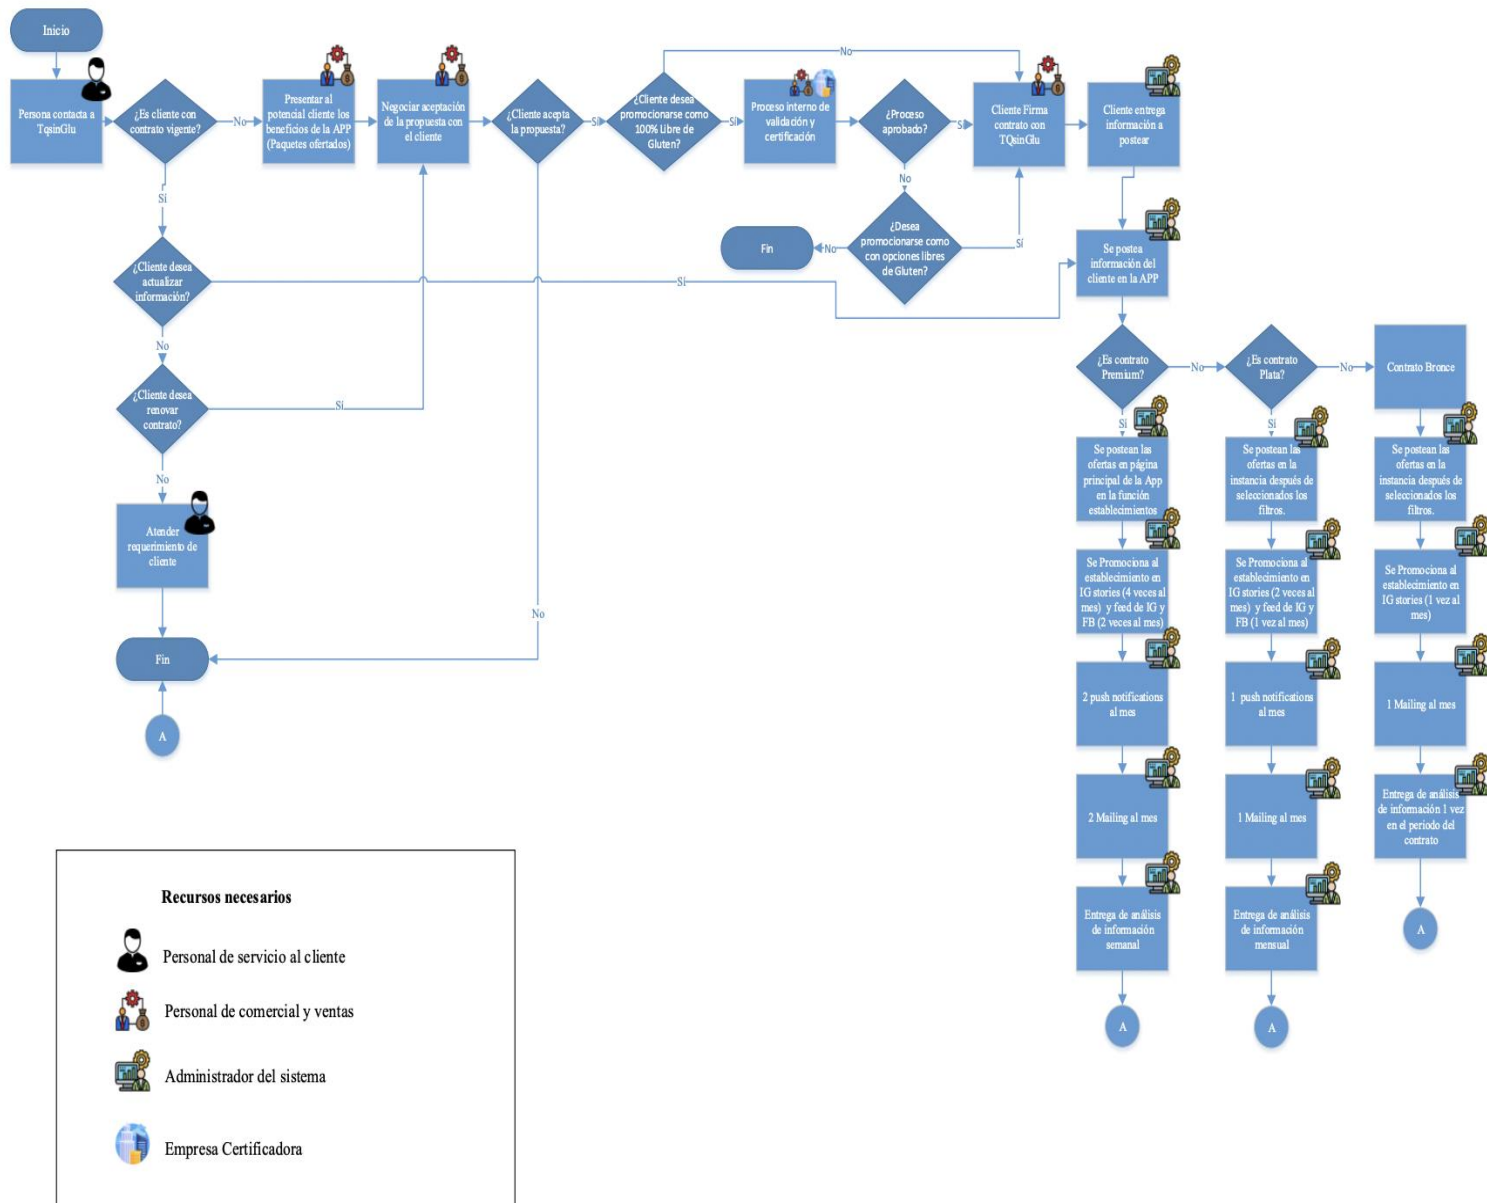 Inicio
Persona contacta a
TqsinGlu
¿Es cliente con
contrato vigente?
No
Sí
Presentar al
potencial cliente los
beneficios de la APP
(Paquetes ofertados)
Negociar aceptación
de la propuesta con
el cliente
¿Cliente acepta
la propuesta?
Sí
No
¿Cliente desea
promocionarse como
100% Libre de
Gluten?
No
Sí
Proceso interno de
validación y
certificación
¿Proceso
aprobado?
Sí
No
Cliente Firma
contrato con
TQsinGlu
Cliente entrega
información a
postear
¿Desea
promocionarse como
con opciones libres
de Gluten?
No
Sí
Fin
Se postea
información del
cliente en la APP
¿Cliente desea
actualizar
información?
Sí
No
¿Cliente desea
renovar
contrato?
Sí
No
Atender
requerimiento de
cliente
Fin
A
¿Es contrato
Premium?
No
Sí
¿Es contrato
Plata?
No
Sí
Contrato Bronce
Se postean las
ofertas en página
principal de la App
en la función
establecimientos
Se Promociona al
establecimiento en
IG stories (4 veces al
mes) y feed de IG y
FB (2 veces al mes)
2 push notifications
al mes
2 Mailing al mes
Entrega de análisis
de información
semanal
A
Se postean las
ofertas en la
instancia después de
seleccionados los
filtros.
Se Promociona al
establecimiento en
IG stories (2 veces al
mes) y feed de IG y
FB (1 vez al mes)
1 push notifications
al mes
1 Mailing al mes
Entrega de análisis
de información
mensual
A
Se postean las
ofertas en la
instancia después de
seleccionados los
filtros.
Se Promociona al
establecimiento en
IG stories (1 vez al
mes)
1 Mailing al mes
Entrega de análisis
de información 1 vez
en el periodo del
contrato
A
Recursos necesarios
Personal de servicio al cliente
Personal de comercial y ventas
Administrador del sistema
Empresa Certificadora